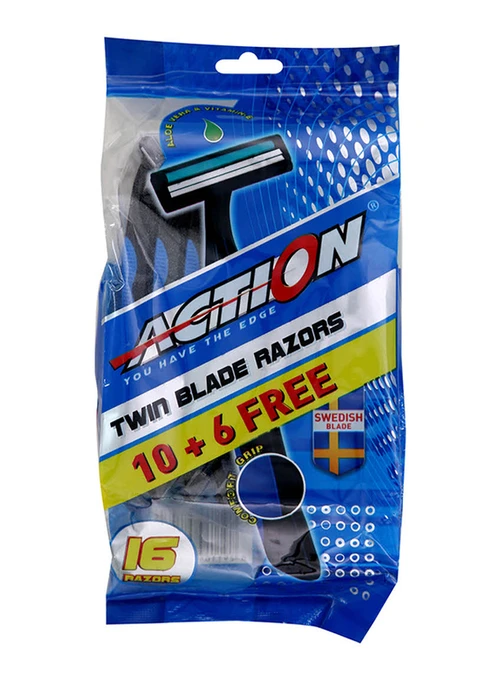 ALOE VERA & VITAMIN E
ACTION®
YOU HAVE THE EDGE
TWIN BLADE RAZORS
10 + 6 FREE
SWEDISH
BLADE
COMFORT GRIP
16
RAZORS